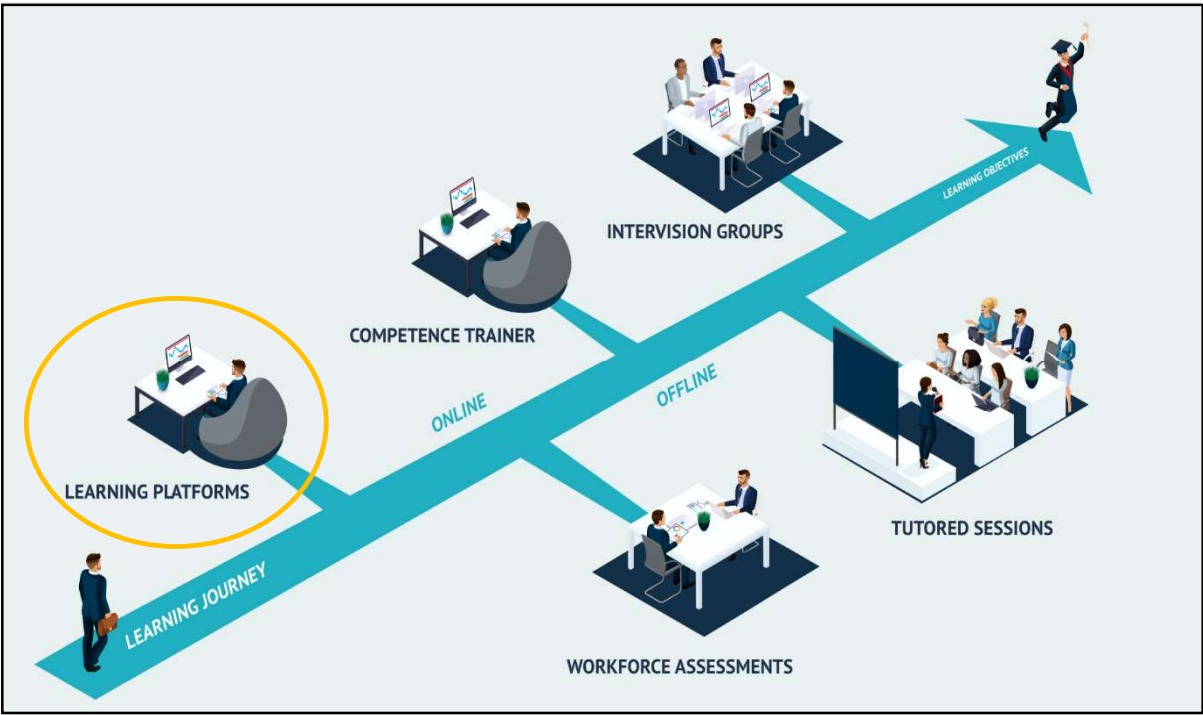 LEARNING OBJECTIVES
INTERVISION GROUPS
COMPETENCE TRAINER
ONLINE
OFFLINE
LEARNING PLATFORMS
TUTORED SESSIONS
LEARNING JOURNEY
WORKFORCE ASSESSMENTS